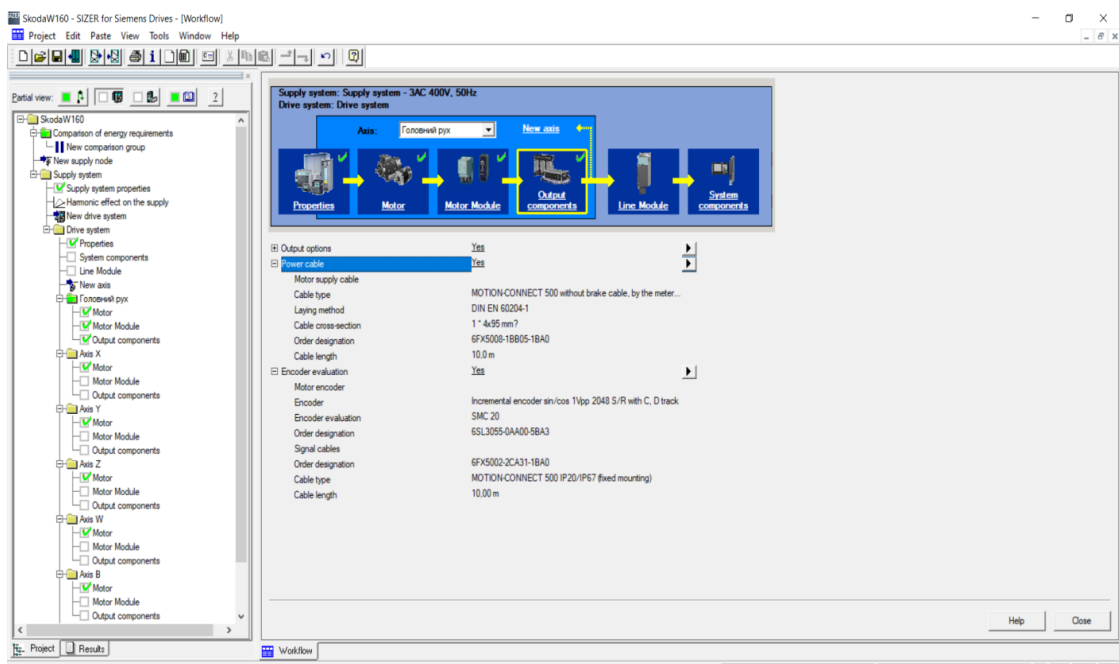 SkodaW160 - SIZER for Siemens Drives - [Workflow]
Project Edit Paste View Tools Window Help
Partial view:
SkodaW160
Comparison of energy requirements
New comparison group
New supply node
Supply system
Supply system properties
Harmonic effect on the supply
New drive system
Drive system
Properties
System components
Line Module
New axis
Головний рух
Motor
Motor Module
Output components
Axis X
Motor
Motor Module
Output components
Axis Y
Motor
Motor Module
Output components
Axis Z
Motor
Motor Module
Output components
Axis W
Motor
Motor Module
Output components
Axis B
Motor
Motor Module
Output components
Project Results
Supply system: Supply system - 3AC 400V, 50Hz
Drive system: Drive system
Axis: Головний рух New axis
Properties Motor Motor Module Output components Line Module System components
Output options Yes
Power cable Yes
Motor supply cable
Cable type MOTION-CONNECT 500 without brake cable, by the meter...
Laying method DIN EN 60204-1
Cable cross-section 1 * 4x95 mm?
Order designation 6FX5008-1BB05-1BA0
Cable length 10.0 m
Encoder evaluation Yes
Motor encoder
Encoder Incremental encoder sin/cos 1Vpp 2048 S/R with C, D track
Encoder evaluation SMC 20
Order designation 6SL3055-0AA00-5BA3
Signal cables
Order designation 6FX5002-2CA31-1BA0
Cable type MOTION-CONNECT 500 IP20/IP67 (fixed mounting)
Cable length 10.00 m
Help Close
Workflow